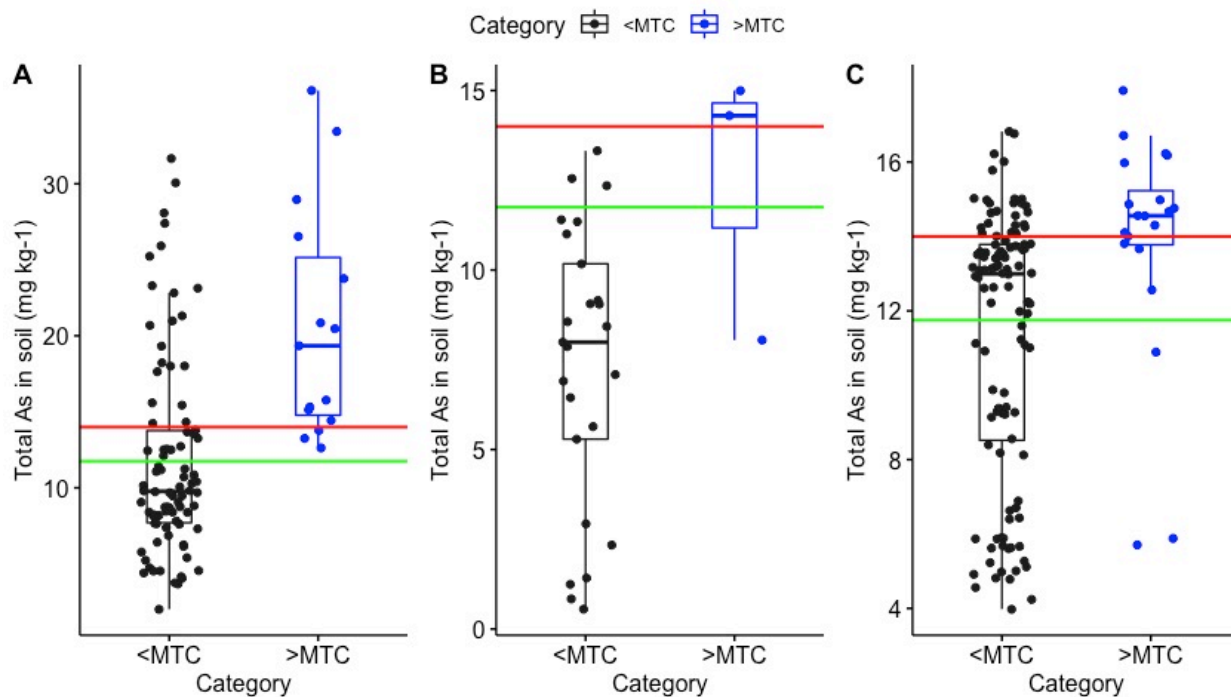 Category <MTC >MTC
A
Total As in soil (mg kg-1)
30
20
10
<MTC >MTC
Category
B
Total As in soil (mg kg-1)
15
10
5
0
<MTC >MTC
Category
C
Total As in soil (mg kg-1)
16
12
8
4
<MTC >MTC
Category